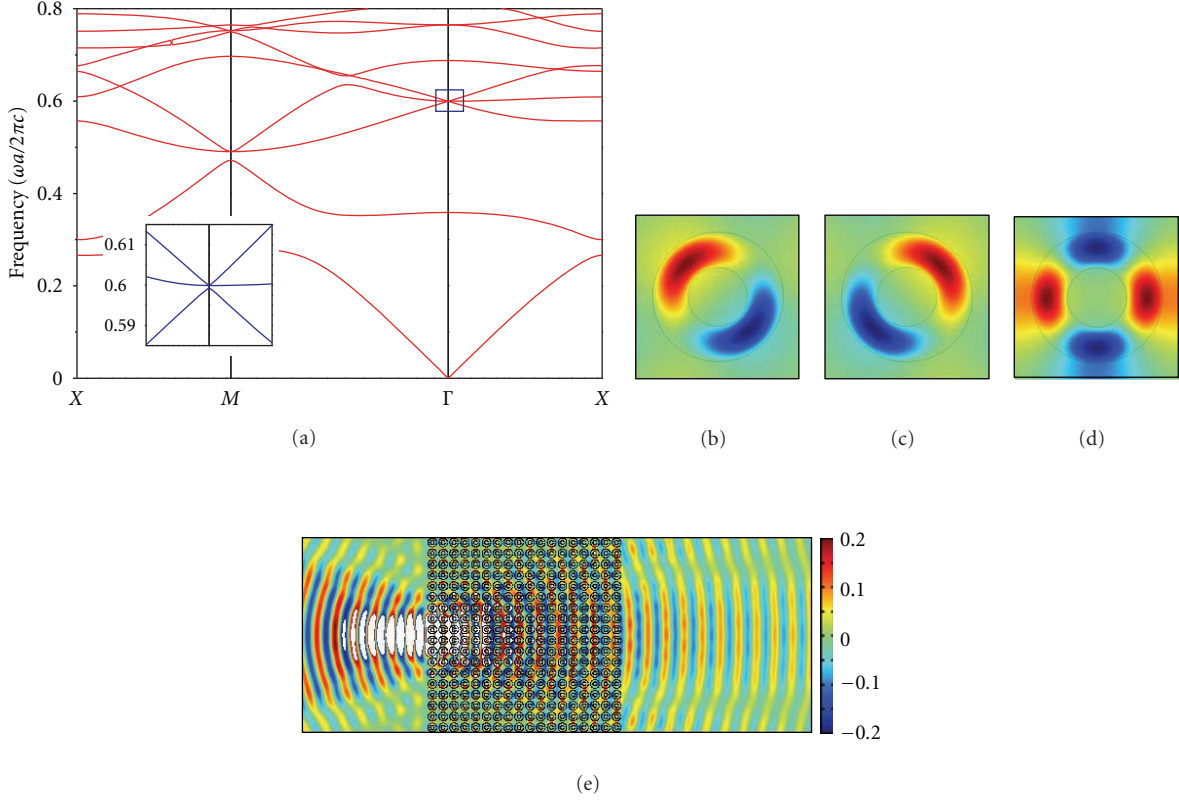 0.8
0.6
0.4
0.2
0
Frequency (ωa/2πc)
0.61
0.6
0.59
X
M
Γ
X
(a)
(b)
(c)
(d)
0.2
0.1
0
−0.1
−0.2
(e)